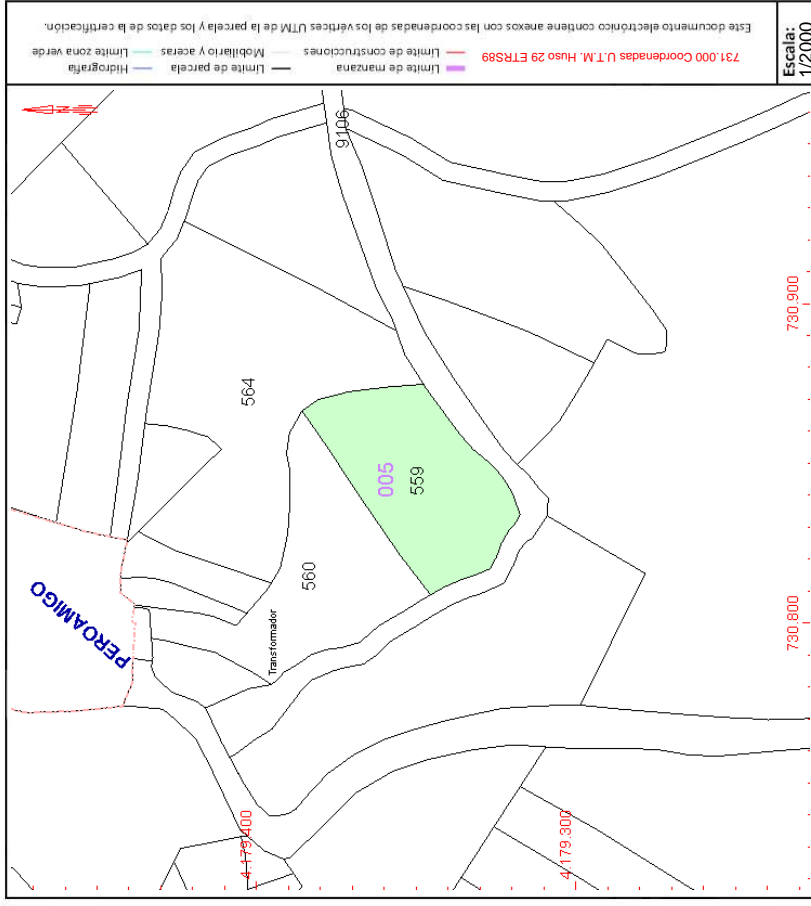 Este documento electrónico contiene anexos con las coordenadas de los vértices UTM de la parcela y los datos de la certificación.
731.000 Coordenadas U.T.M. Huso 29 ETRS89
Límite de manzana
Límite de construcciones
Límite de parcela
Mobiliario y aceras
Límite zona verde
Hidrografía
Escala:
1/2000
9106
730.900
564
005
559
560
Transformador
PEROAMIGO
730.800
4.179.400
4.179.300